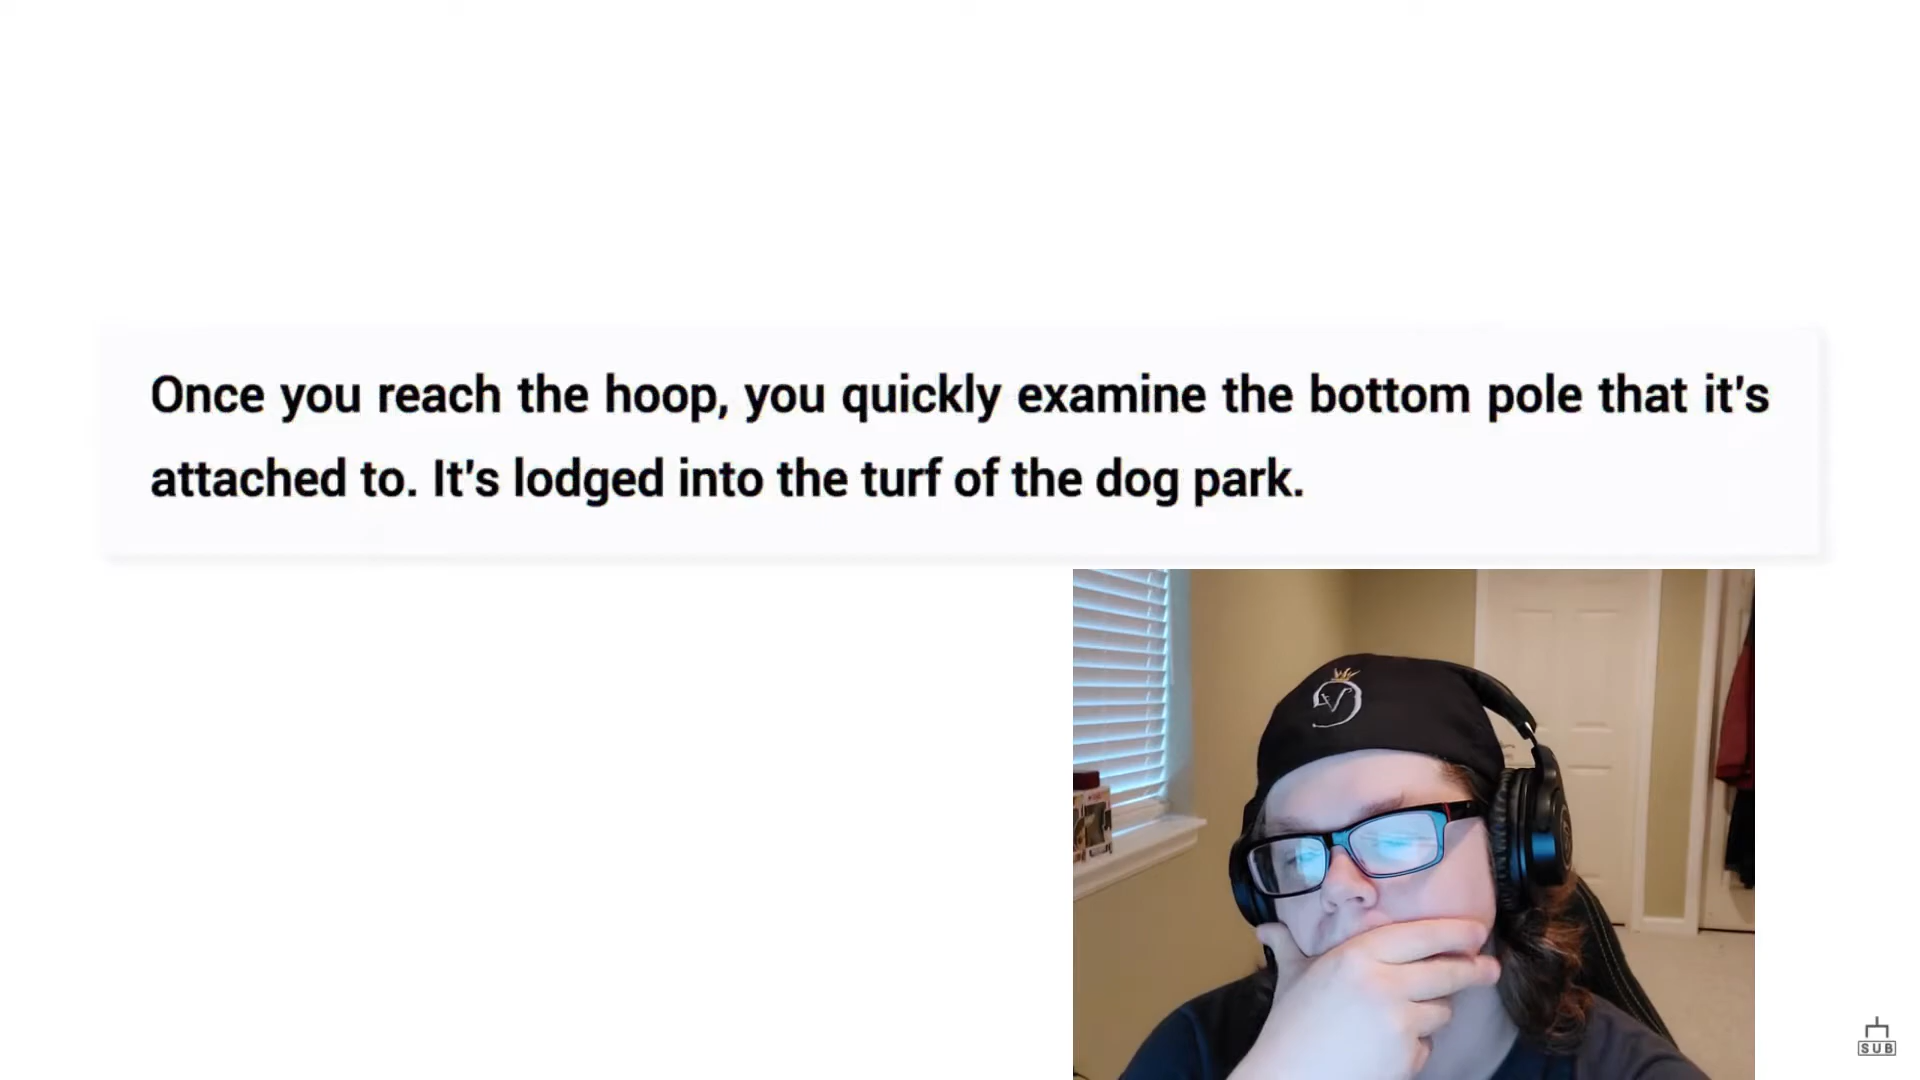 Once you reach the hoop, you quickly examine the bottom pole that it's
attached to. It's lodged into the turf of the dog park.
SUB